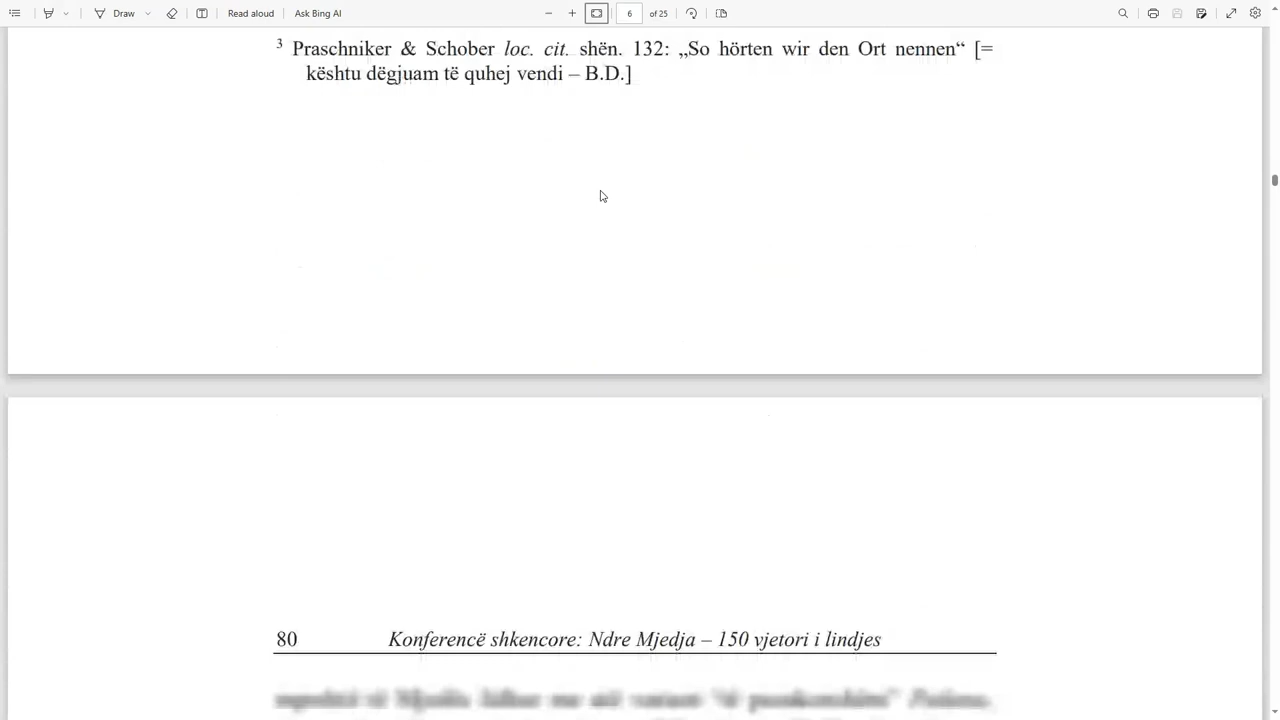 Draw
Read aloud
Ask Bing AI
6 of 25
3 Praschniker & Schober loc. cit. shën. 132: „So hörten wir den Ort nennen“ [=
kështu dëgjuam të quhej vendi – B.D.]
80 Konferencë shkencore: Ndre Mjedja – 150 vjetori i lindjes